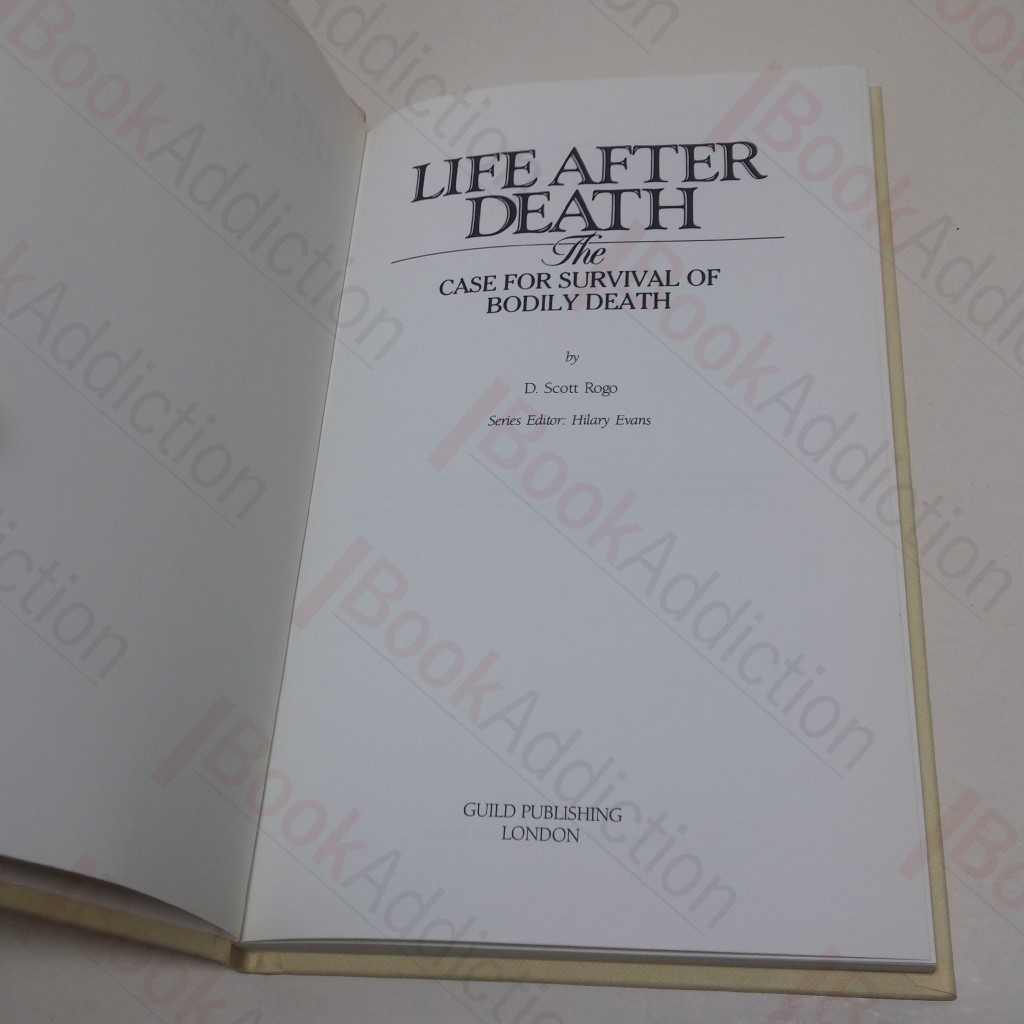 LIFE AFTER
DEATH
The
CASE FOR SURVIVAL OF
BODILY DEATH
by
D. Scott Rogo
Series Editor: Hilary Evans
GUILD PUBLISHING
LONDON
BookAddiction